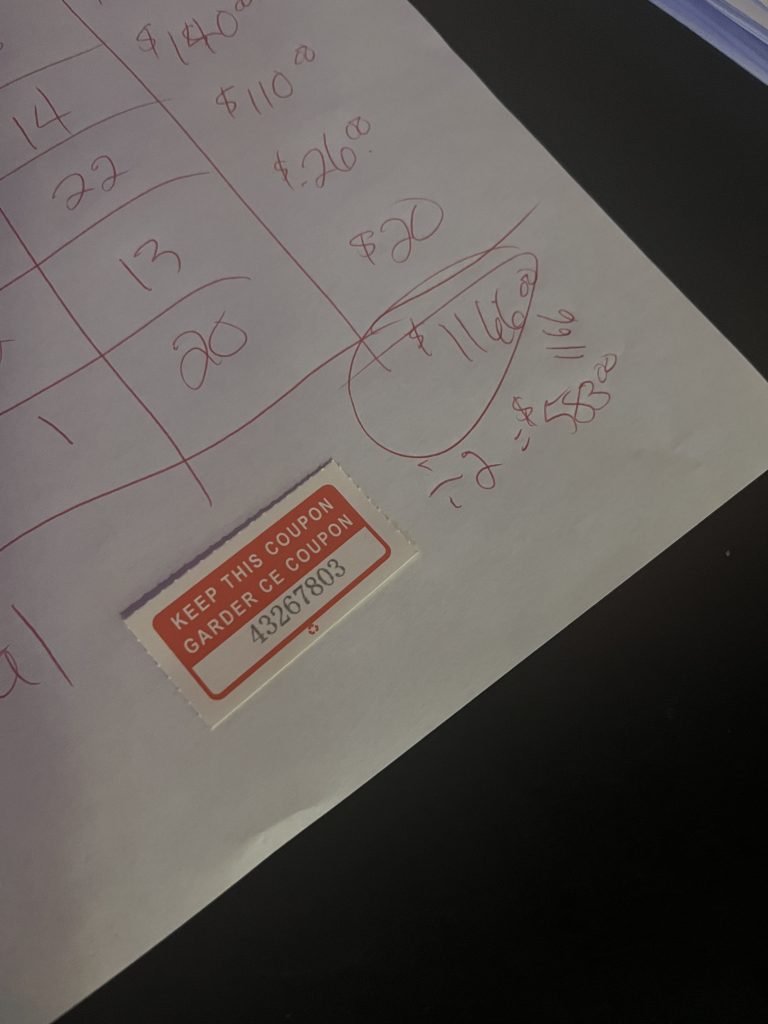 $140.00
14 $110.00
22 $.26.00
13 $20
20 $1166.00 1166
1 ÷2 = $583.00
KEEP THIS COUPON
GARDER CE COUPON
43267803